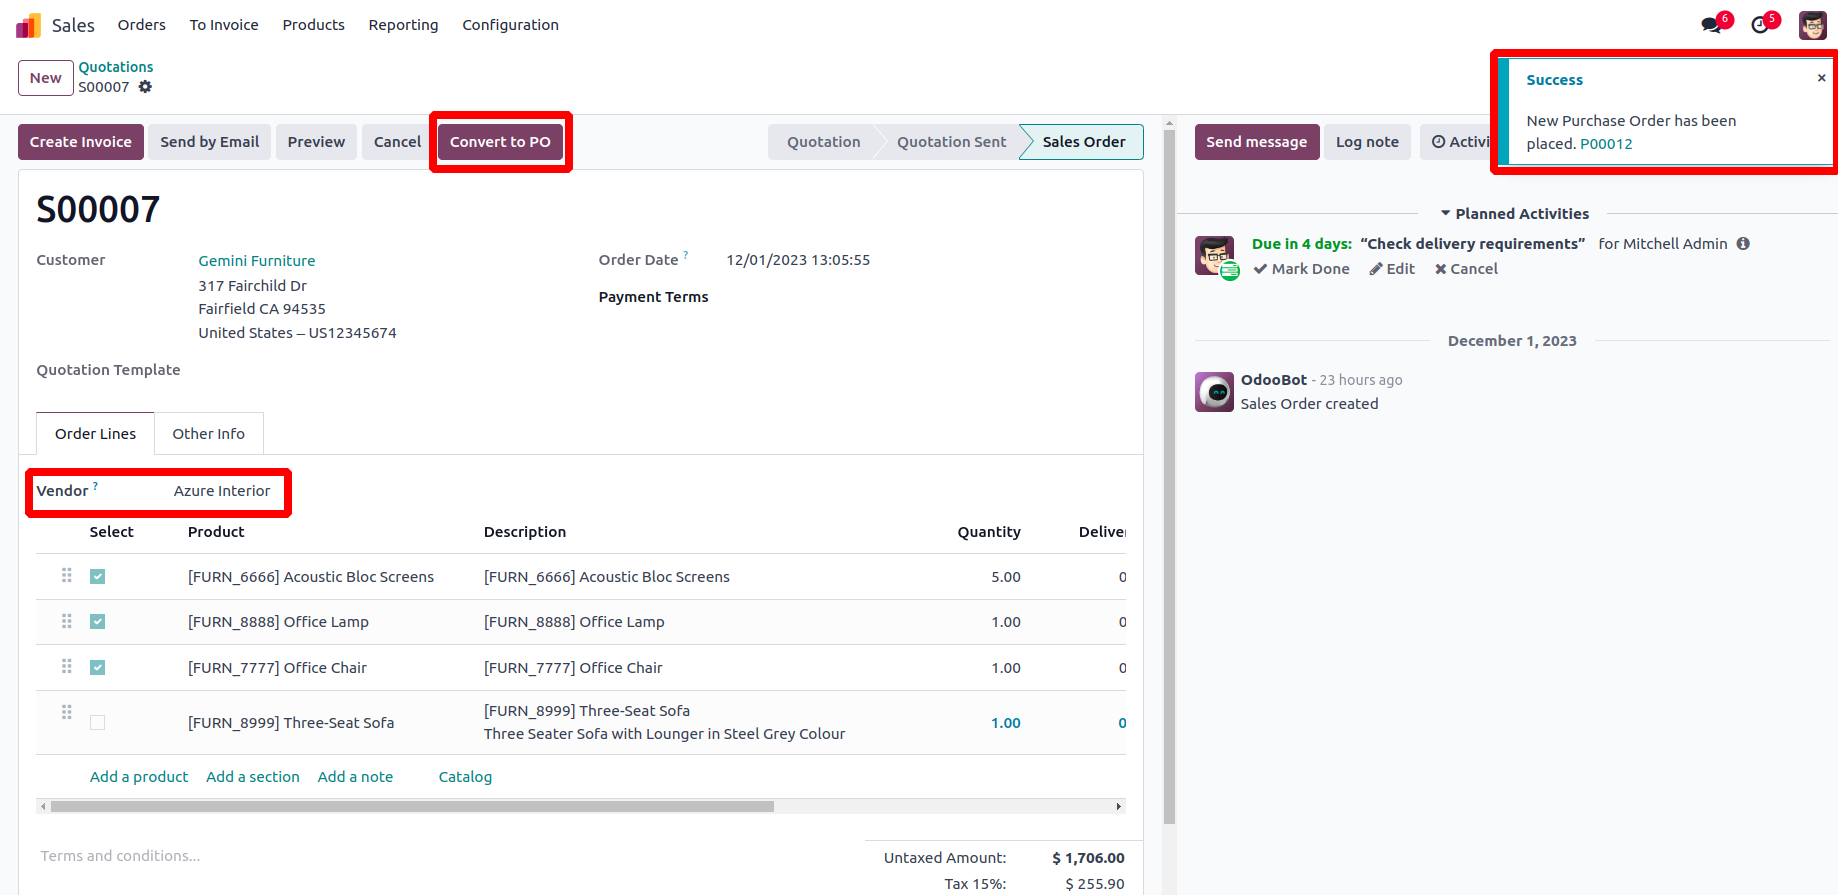 Sales Orders To Invoice Products Reporting Configuration 6 5
New Quotations
S00007
Success ×
New Purchase Order has been
placed. P00012
Create Invoice Send by Email Preview Cancel Convert to PO Quotation Quotation Sent Sales Order
Send message Log note Activi
S00007
Customer Gemini Furniture
317 Fairchild Dr
Fairfield CA 94535
United States – US12345674
Order Date ? 12/01/2023 13:05:55
Payment Terms
Quotation Template
Order Lines Other Info
Vendor ? Azure Interior
Select Product Description Quantity Deliver
[FURN_6666] Acoustic Bloc Screens [FURN_6666] Acoustic Bloc Screens 5.00 0
[FURN_8888] Office Lamp [FURN_8888] Office Lamp 1.00 0
[FURN_7777] Office Chair [FURN_7777] Office Chair 1.00 0
[FURN_8999] Three-Seat Sofa [FURN_8999] Three-Seat Sofa 1.00 0
Three Seater Sofa with Lounger in Steel Grey Colour
Add a product Add a section Add a note Catalog
Terms and conditions...
Untaxed Amount: $ 1,706.00
Tax 15%: $ 255.90
Planned Activities
Due in 4 days: “Check delivery requirements” for Mitchell Admin
Mark Done Edit Cancel
December 1, 2023
OdooBot - 23 hours ago
Sales Order created